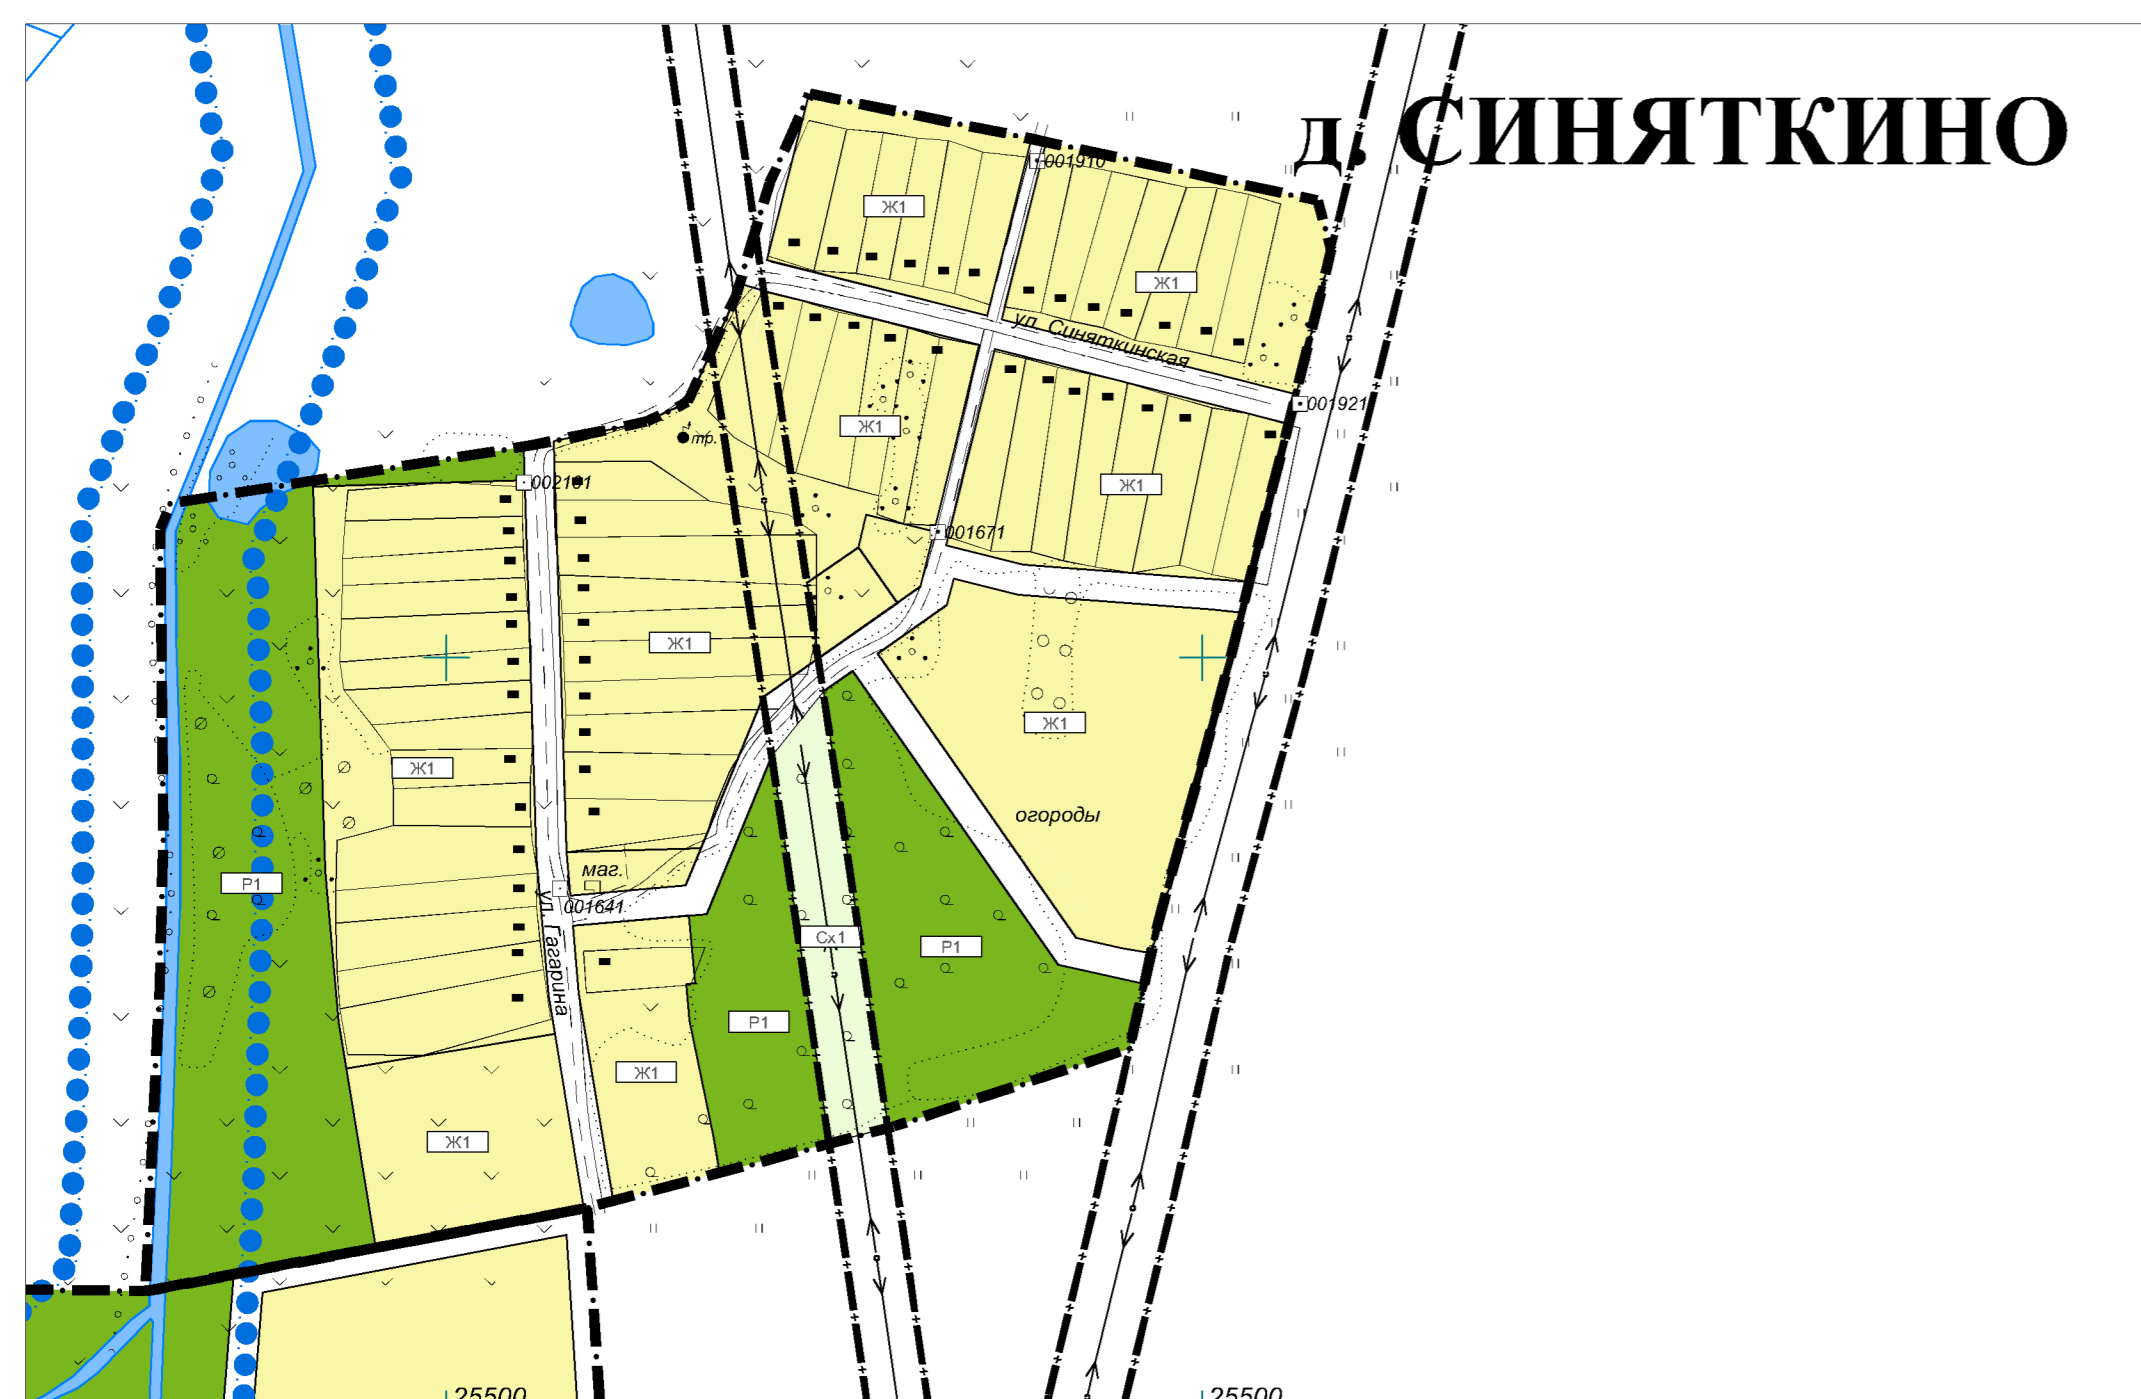 д. СИНЯТКИНО
001910
Ж1
Ж1
ул. Синяткинская
001921
Ж1
тр.
002101
Ж1
001671
Ж1
Ж1
Ж1
огороды
маг.
Р1
001641
ул. Гагарина
Сх1
Р1
Р1
Ж1
Ж1
25500
25500